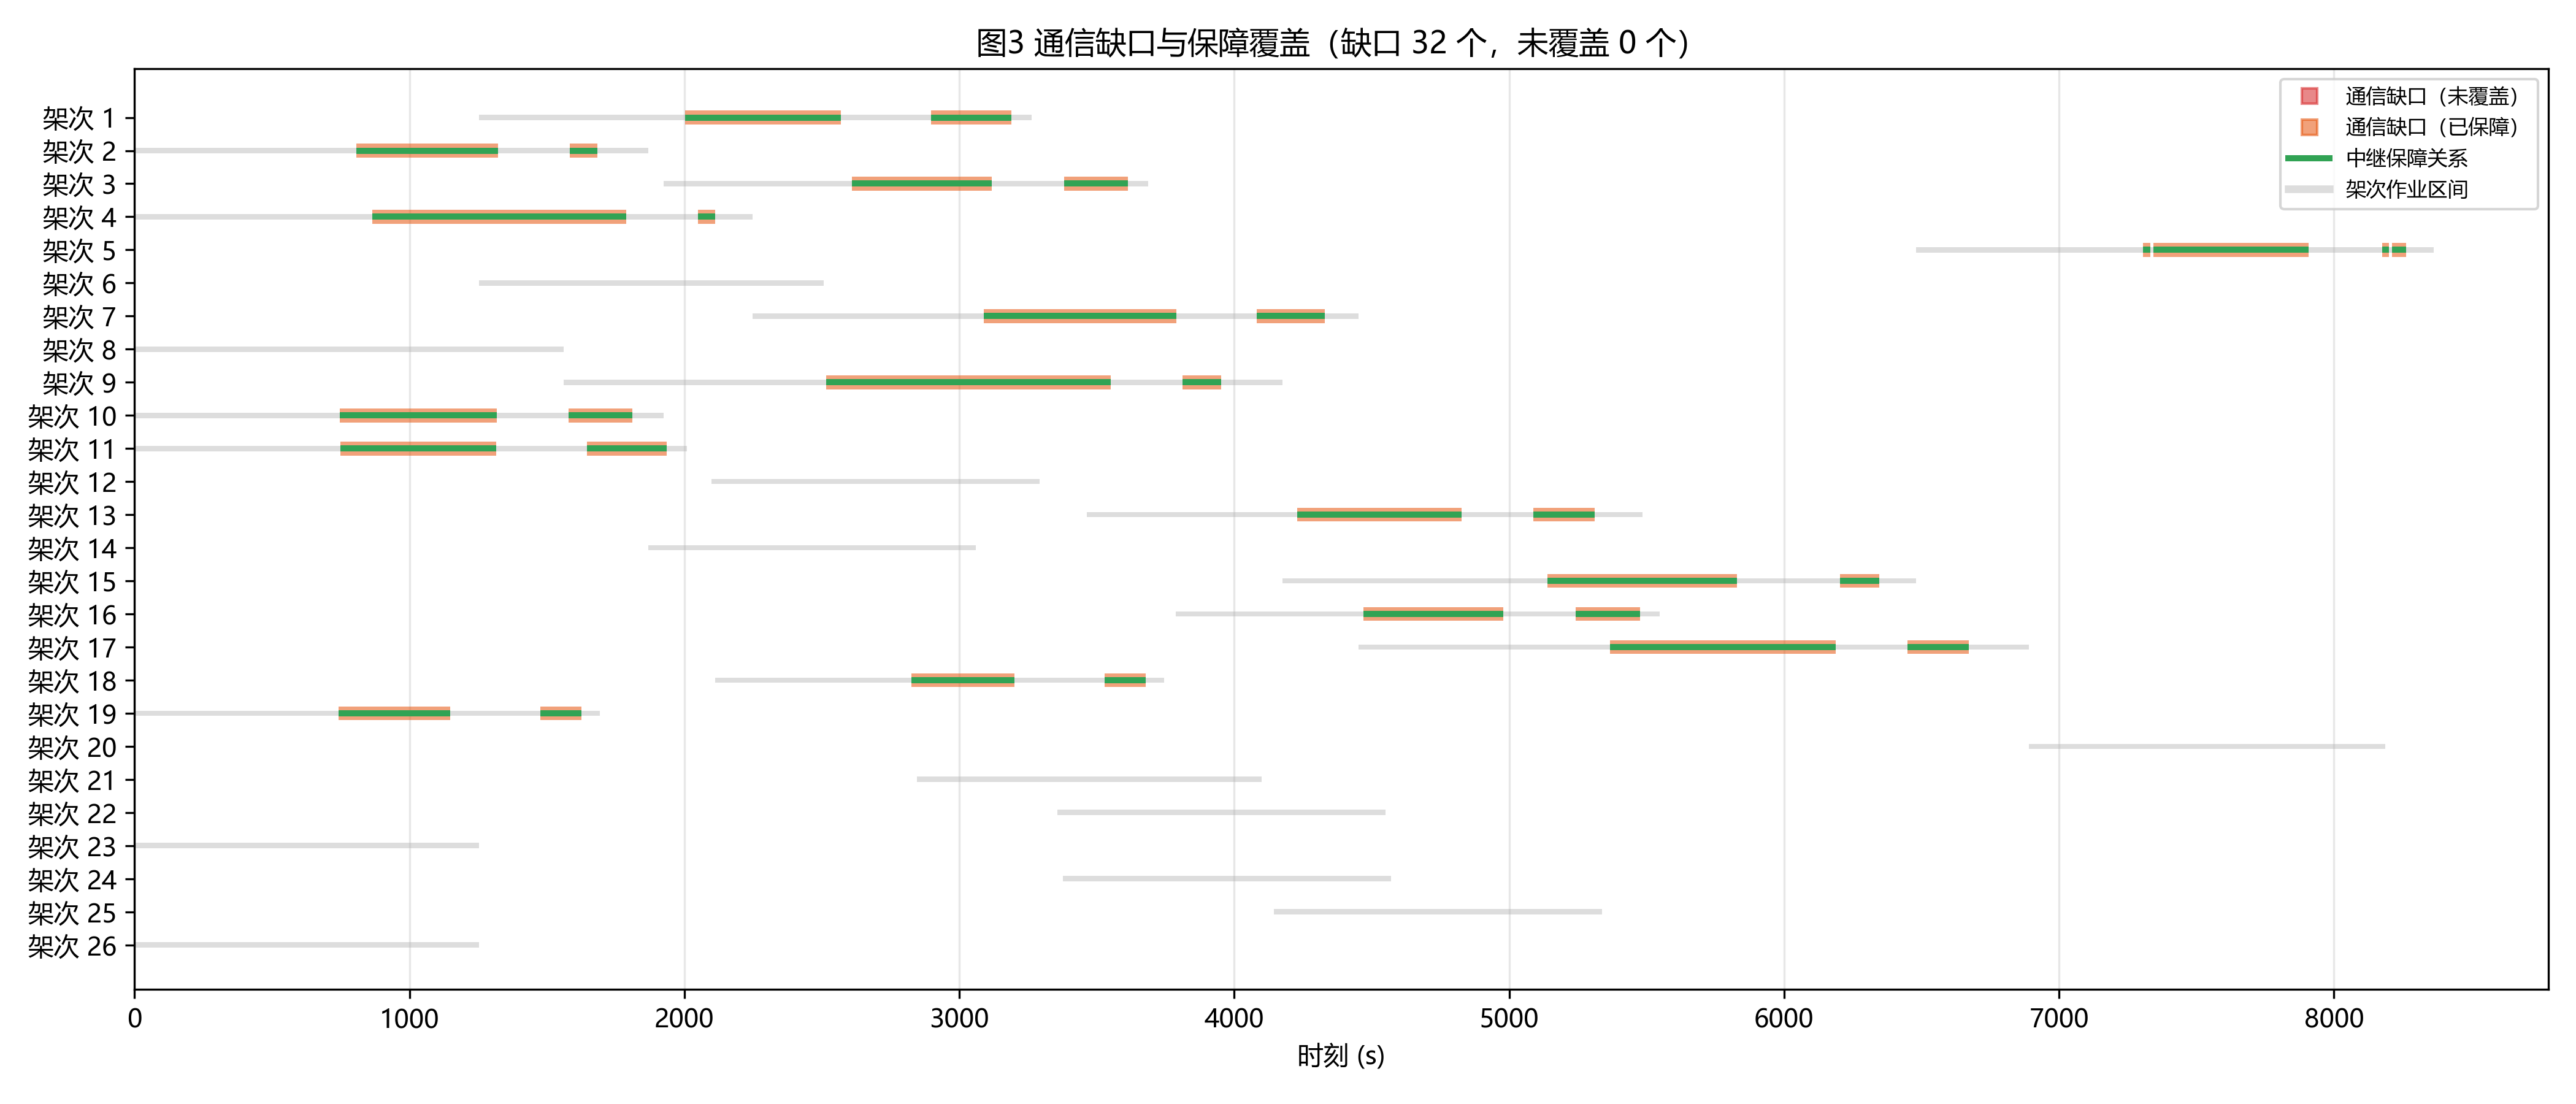 图3 通信缺口与保障覆盖（缺口 32 个，未覆盖 0 个）
通信缺口（未覆盖）
通信缺口（已保障）
中继保障关系
架次作业区间
架次 1
架次 2
架次 3
架次 4
架次 5
架次 6
架次 7
架次 8
架次 9
架次 10
架次 11
架次 12
架次 13
架次 14
架次 15
架次 16
架次 17
架次 18
架次 19
架次 20
架次 21
架次 22
架次 23
架次 24
架次 25
架次 26
0 1000 2000 3000 4000 5000 6000 7000 8000
时刻 (s)